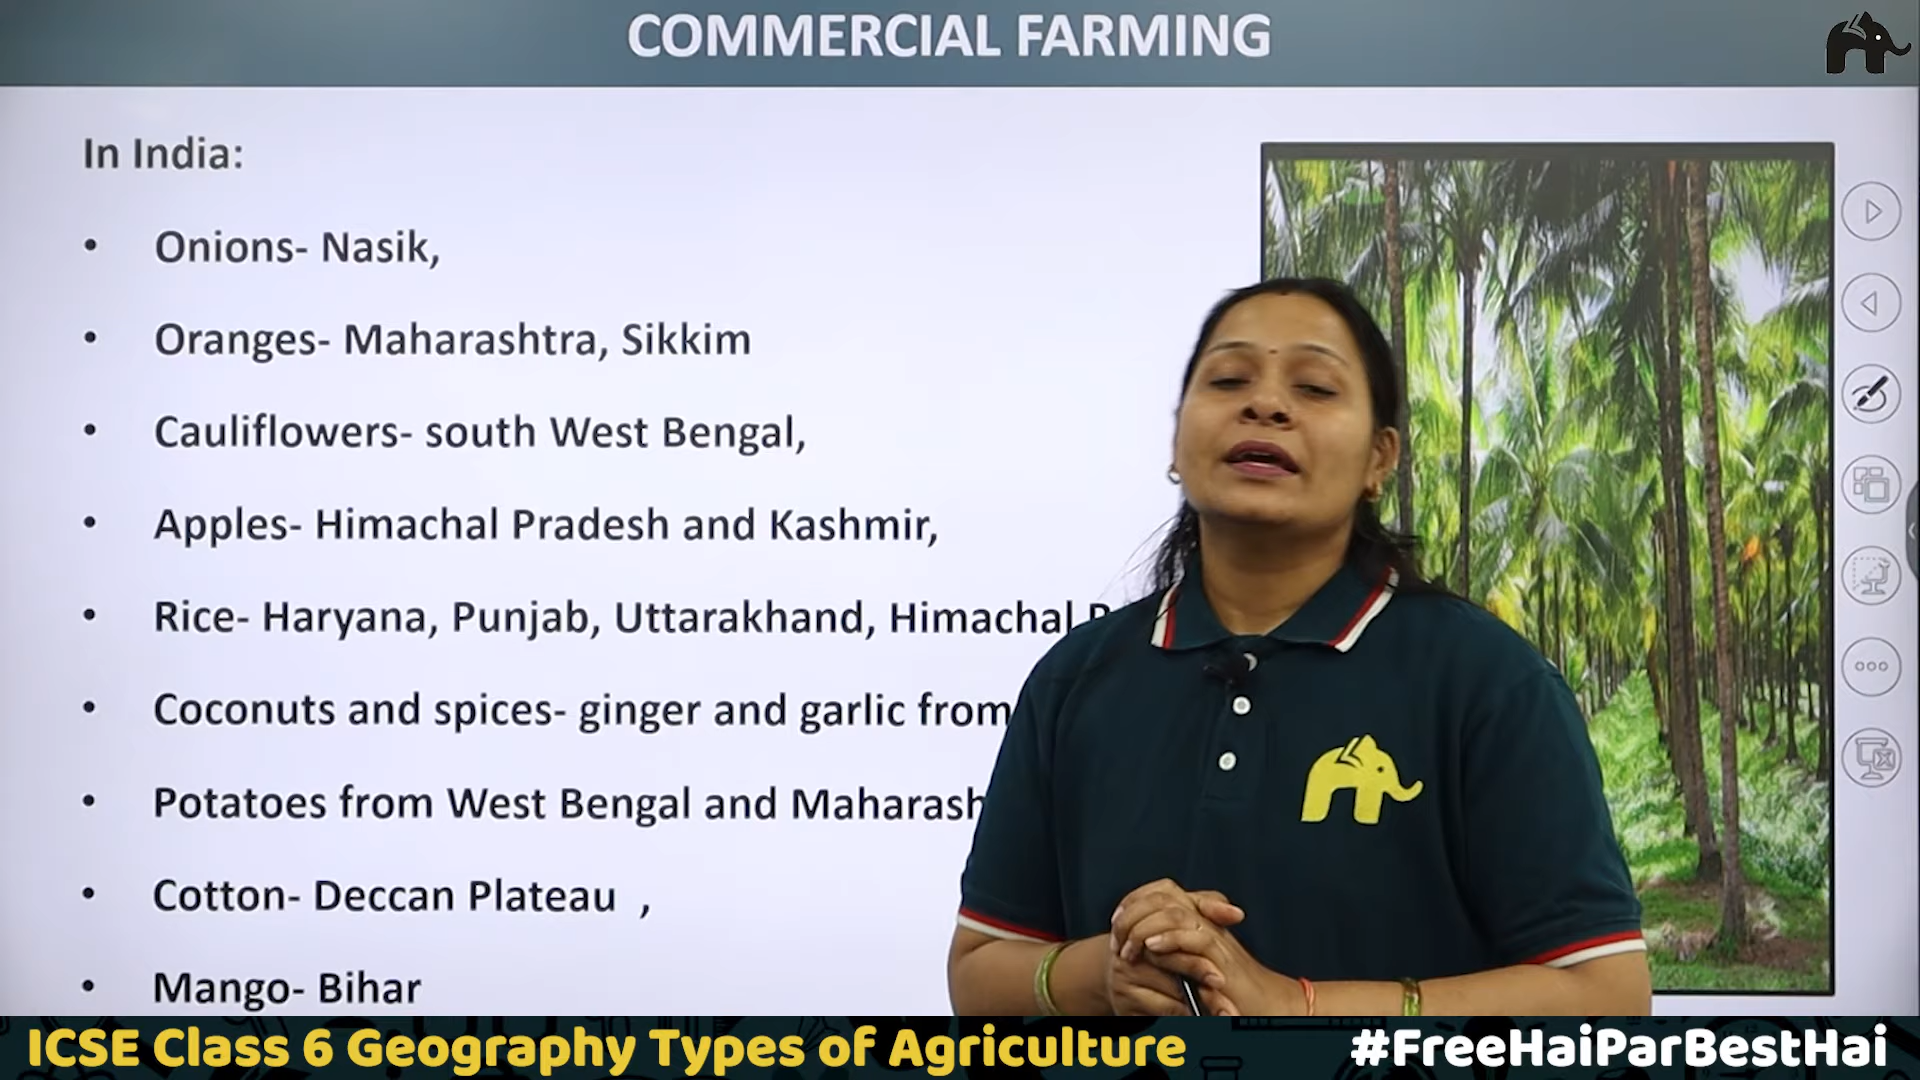 COMMERCIAL FARMING
In India:
• Onions- Nasik,
• Oranges- Maharashtra, Sikkim
• Cauliflowers- south West Bengal,
• Apples- Himachal Pradesh and Kashmir,
• Rice- Haryana, Punjab, Uttarakhand, Himachal
• Coconuts and spices- ginger and garlic from
• Potatoes from West Bengal and
• Cotton- Deccan Plateau ,
• Mango- Bihar
ICSE Class 6 Geography Types of Agriculture
#FreeHaiParBestHai